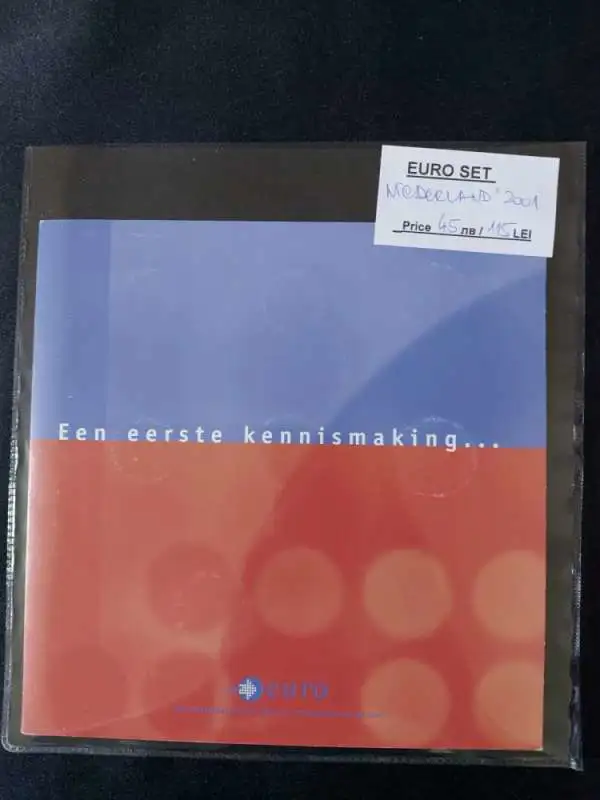 EURO SET
NEDERLAND' 2001
Price 45 лв / 115 LEI
Een eerste kennismaking...
euro